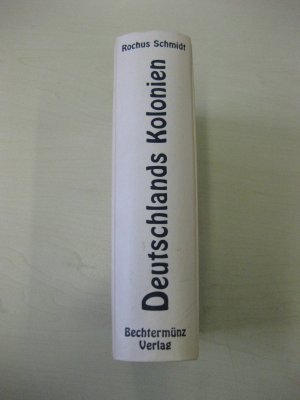 Rochus Schmidt
Deutschlands Kolonien
Bechtermünz
Verlag